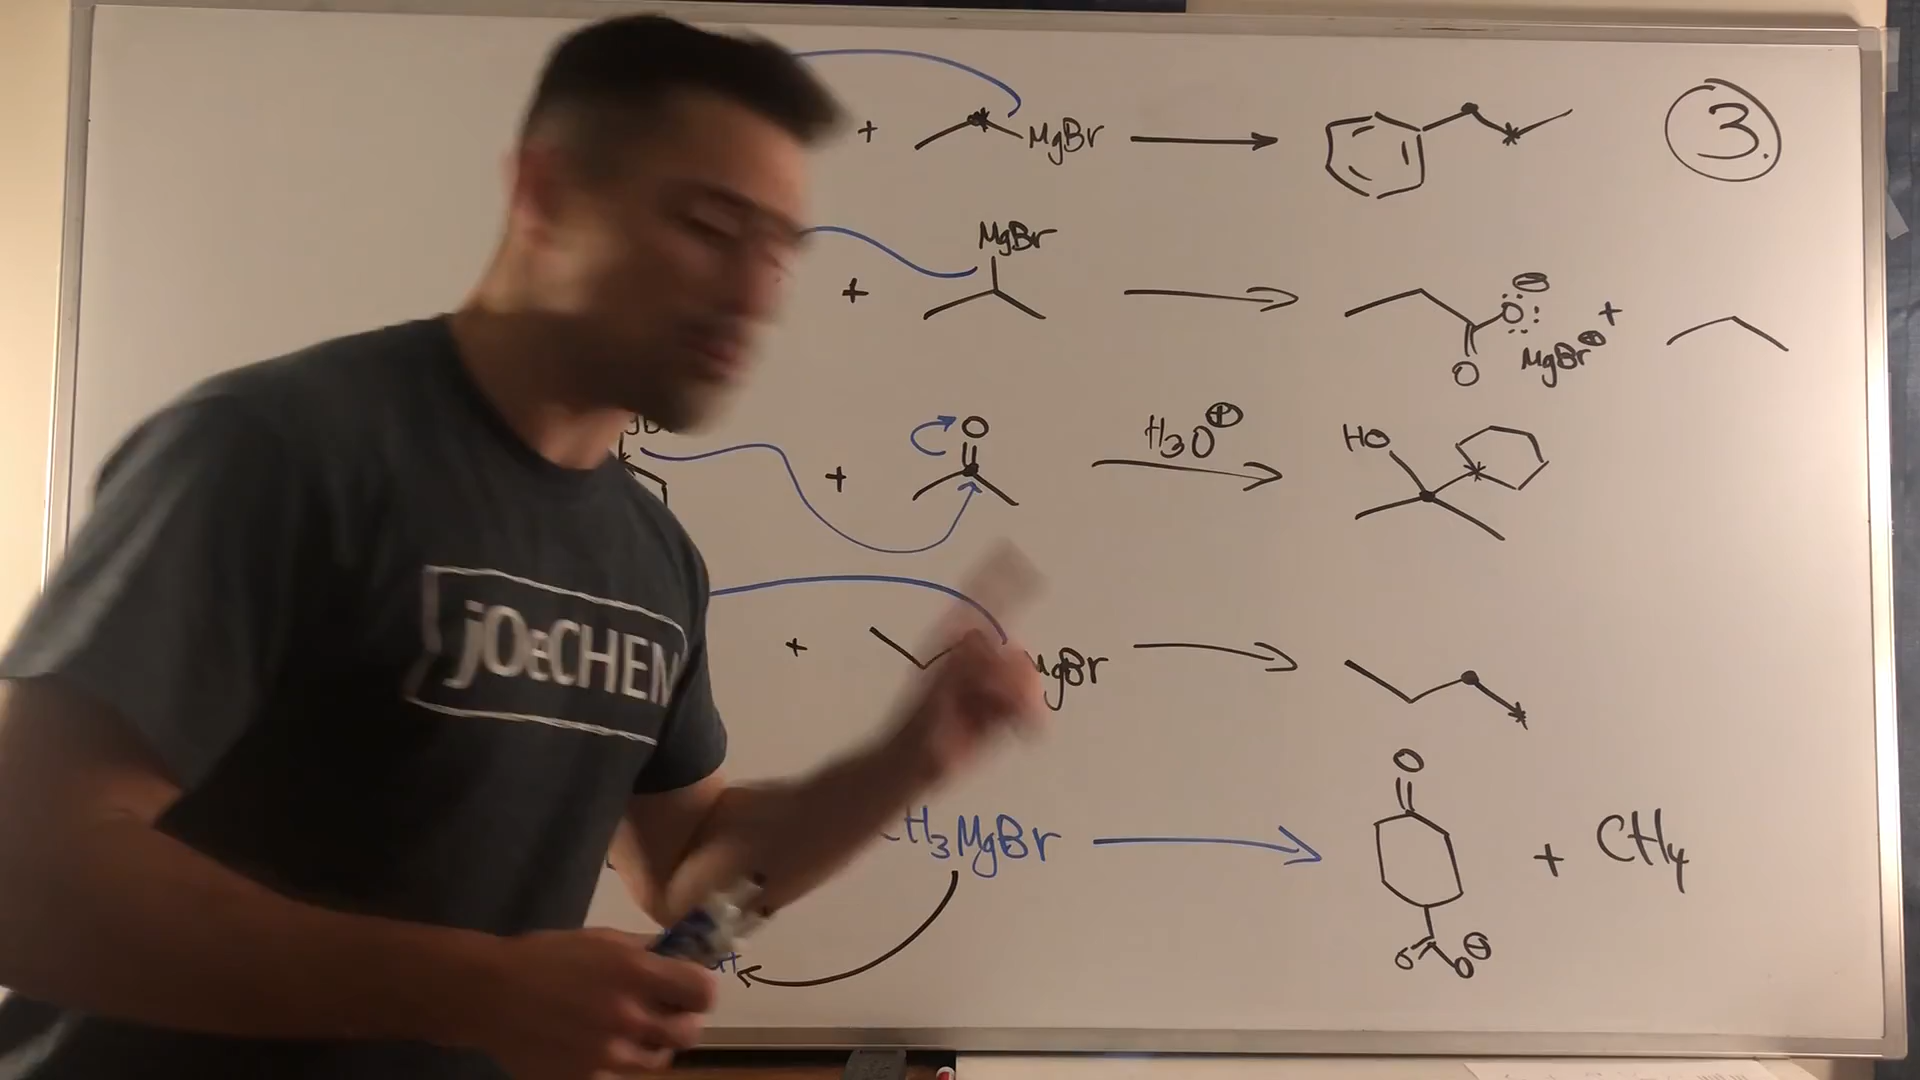 + MgBr 3.
MgBr
+ O ⊖ + MgBr ⊕
O
+ O H3O ⊕ HO
+ MgBr
jOeCHEM
O
CH3MgBr + CH4
O O ⊖
H